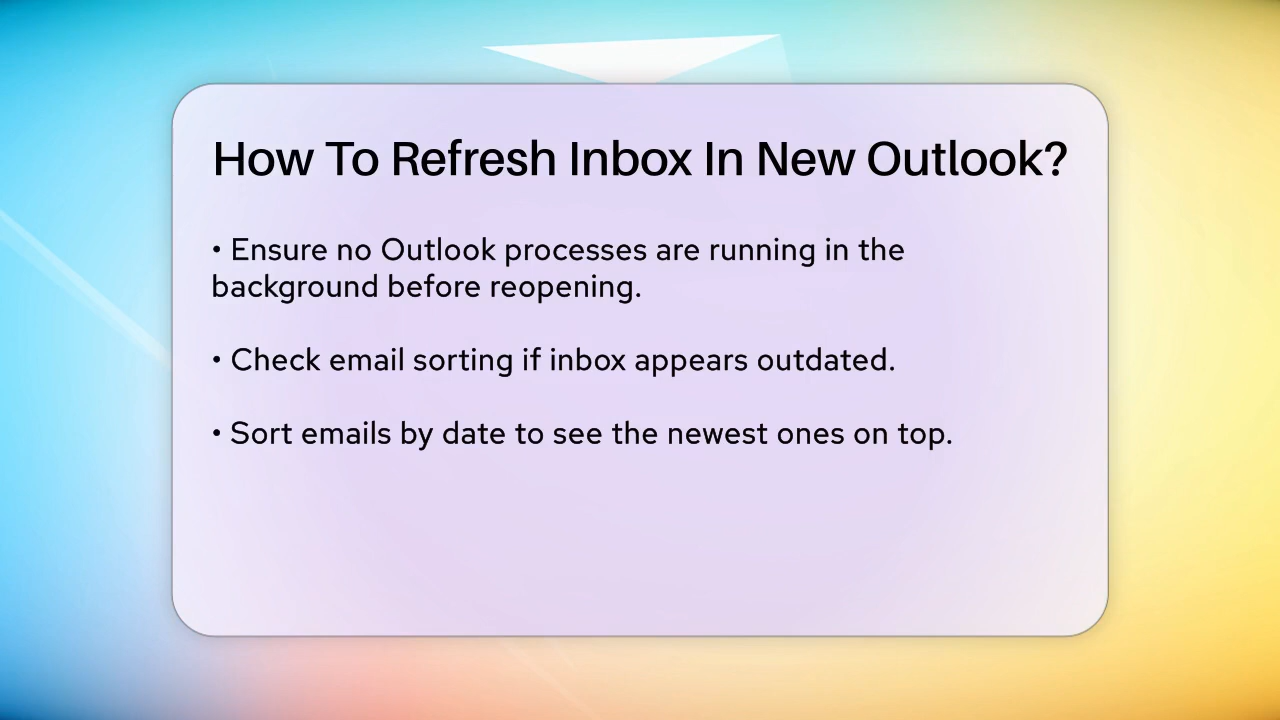 How To Refresh Inbox In New Outlook?
• Ensure no Outlook processes are running in the
background before reopening.
• Check email sorting if inbox appears outdated.
• Sort emails by date to see the newest ones on top.